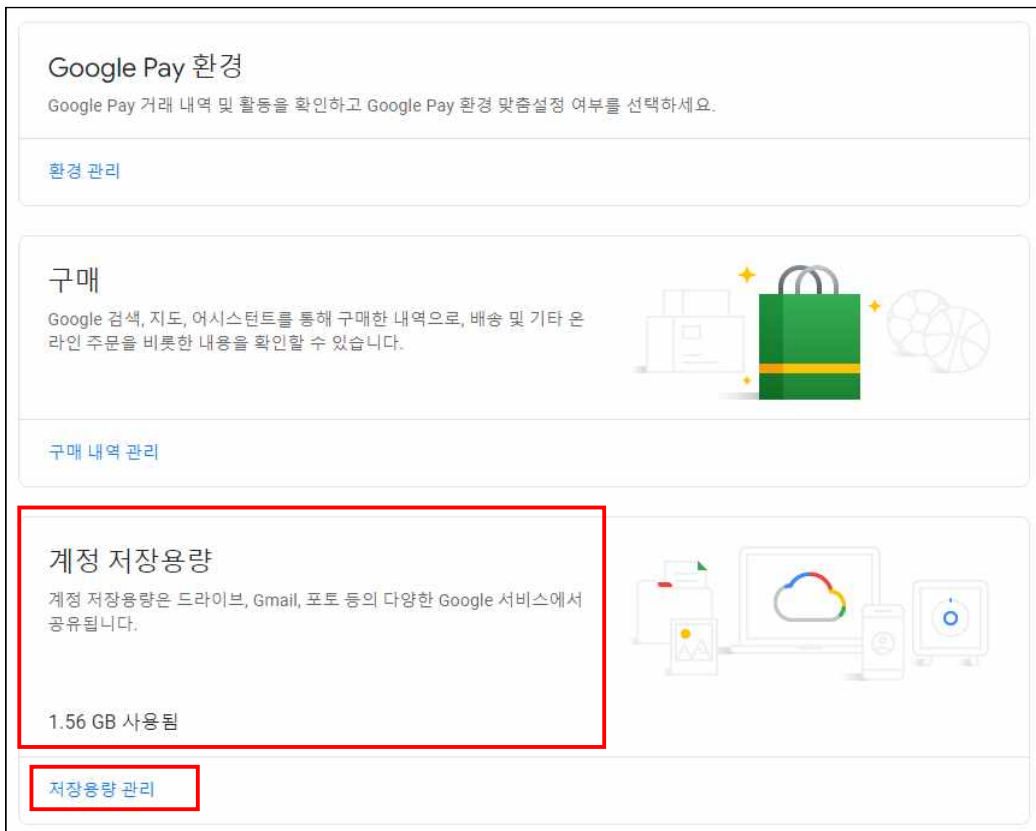 Google Pay 환경
Google Pay 거래 내역 및 활동을 확인하고 Google Pay 환경 맞춤설정 여부를 선택하세요.
환경 관리
구매
Google 검색, 지도, 어시스턴트를 통해 구매한 내역으로, 배송 및 기타 온
라인 주문을 비롯한 내용을 확인할 수 있습니다.
구매 내역 관리
계정 저장용량
계정 저장용량은 드라이브, Gmail, 포토 등의 다양한 Google 서비스에서
공유됩니다.
1.56 GB 사용됨
저장용량 관리